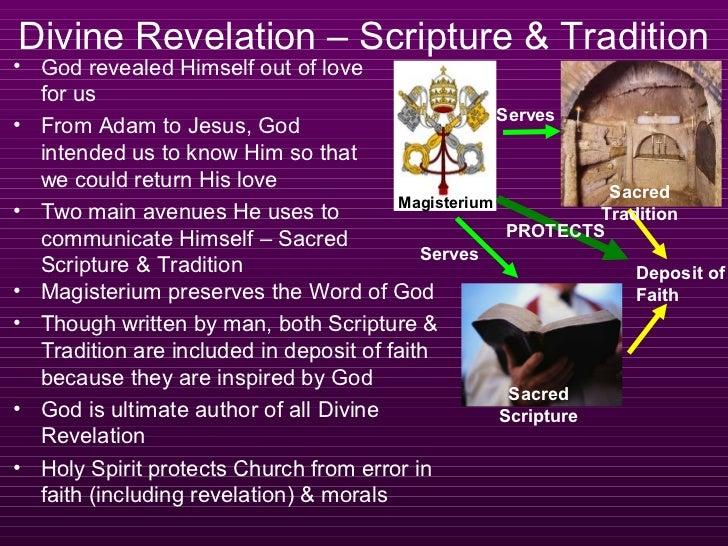 Divine Revelation – Scripture & Tradition
• God revealed Himself out of love
for us
• From Adam to Jesus, God
intended us to know Him so that
we could return His love
• Two main avenues He uses to
communicate Himself – Sacred
Scripture & Tradition
• Magisterium preserves the Word of God
• Though written by man, both Scripture &
Tradition are included in deposit of faith
because they are inspired by God
• God is ultimate author of all Divine
Revelation
• Holy Spirit protects Church from error in
faith (including revelation) & morals
Serves
Magisterium
Sacred
Tradition
PROTECTS
Serves
Deposit of
Faith
Sacred
Scripture